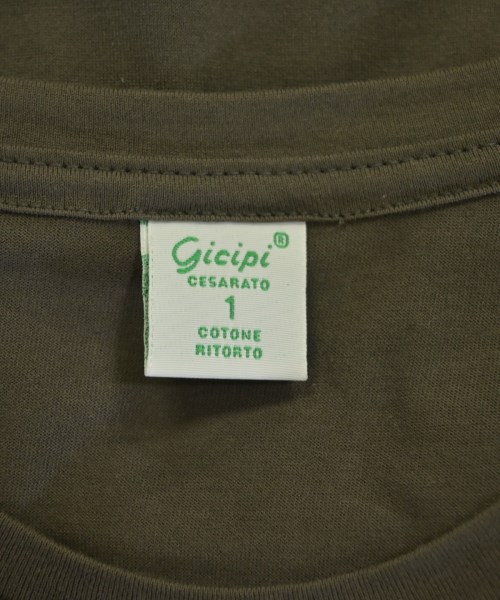 Gicipi®
CESARATO
1
COTONE
RITORTO